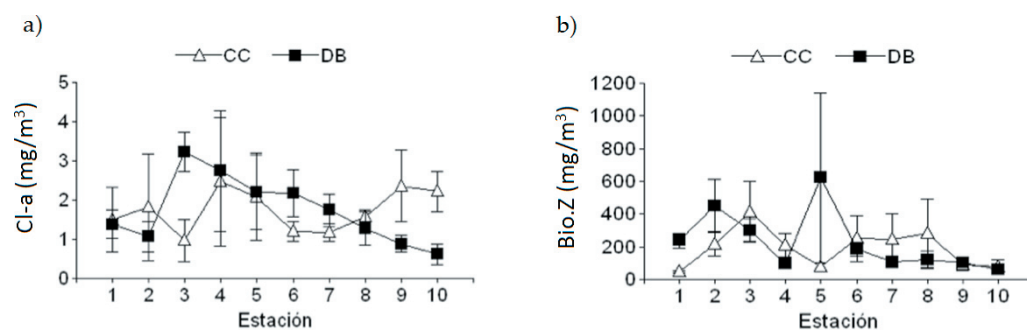 a)
CC DB
5
4
3
2
1
0
Cl-a (mg/m³)
1 2 3 4 5 6 7 8 9 10
Estación
b)
CC DB
1200
1000
800
600
400
200
0
Bio.Z (mg/m³)
1 2 3 4 5 6 7 8 9 10
Estación